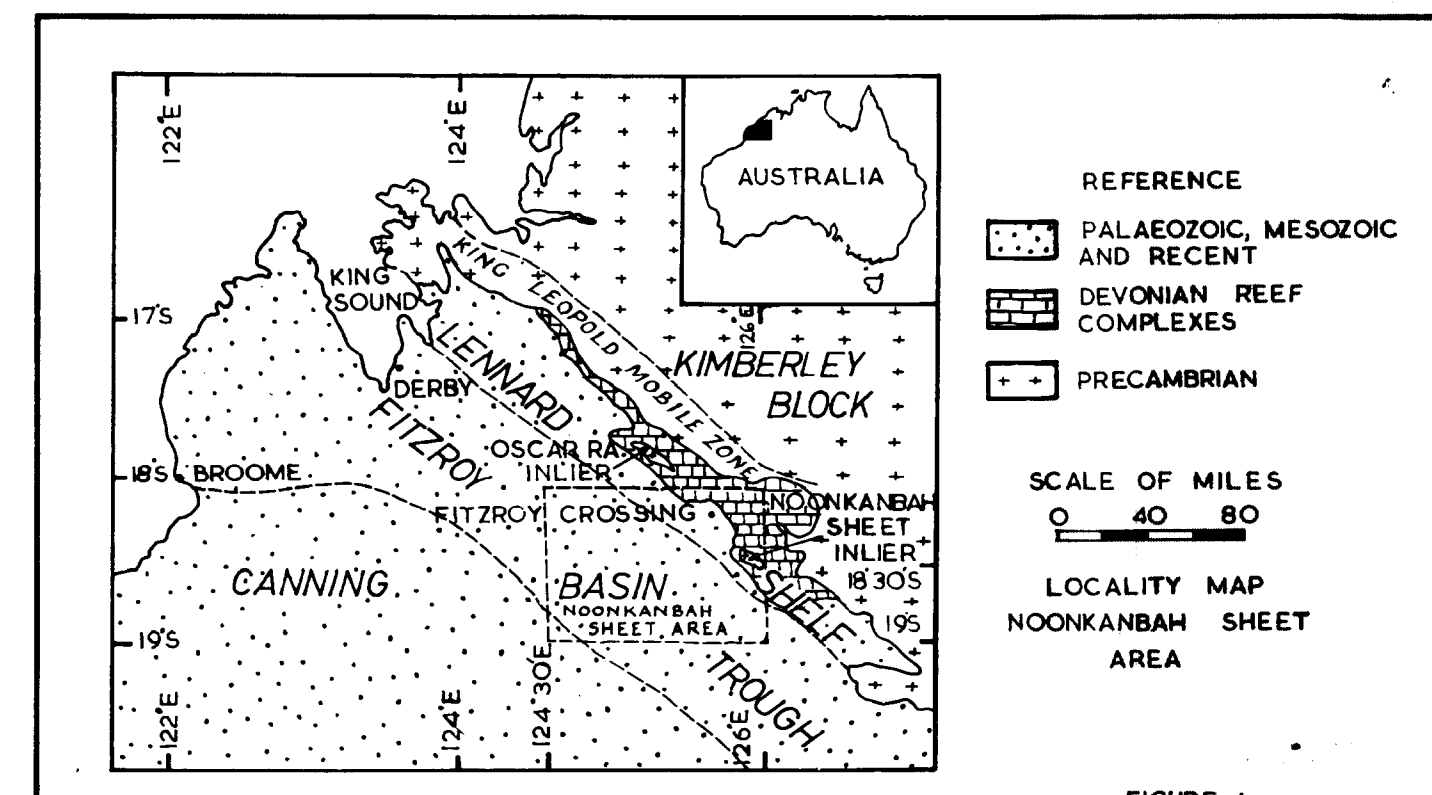 122°E
124°E
AUSTRALIA
KING
SOUND
KING LEOPOLD MOBILE ZONE
126°E
17°S
LENNARD
KIMBERLEY
BLOCK
DERBY
FITZROY
OSCAR RA.
INLIER
18°S
BROOME
NOONKANBAH
SHEET
INLIER
FITZROY CROSSING
18°30'S
CANNING
BASIN
SHELF
NOONKANBAH
SHEET AREA
19°S
19°S
TROUGH
122°E
124°E
124°30'E
126°E
REFERENCE
PALAEOZOIC, MESOZOIC
AND RECENT
DEVONIAN REEF
COMPLEXES
PRECAMBRIAN
SCALE OF MILES
0 40 80
LOCALITY MAP
NOONKANBAH SHEET
AREA